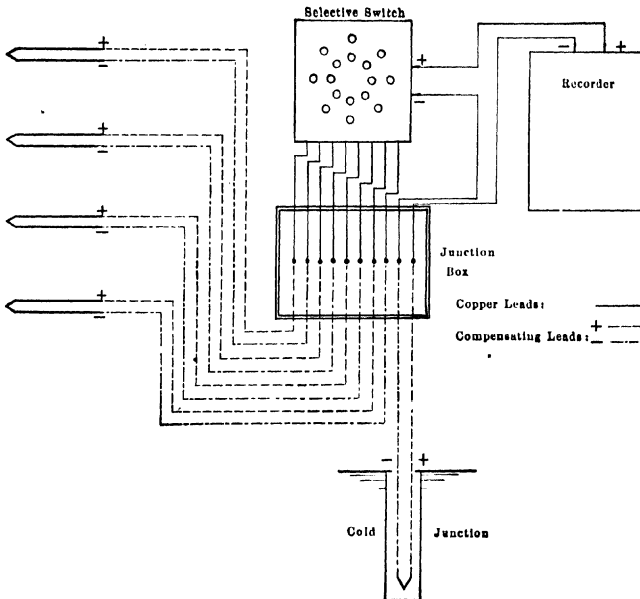 Selective Switch
+
−
− +
Recorder
+
−
+
−
+
−
+
−
Junction
Box
Copper Leads:
Compensating Leads: +
−
− +
Cold Junction